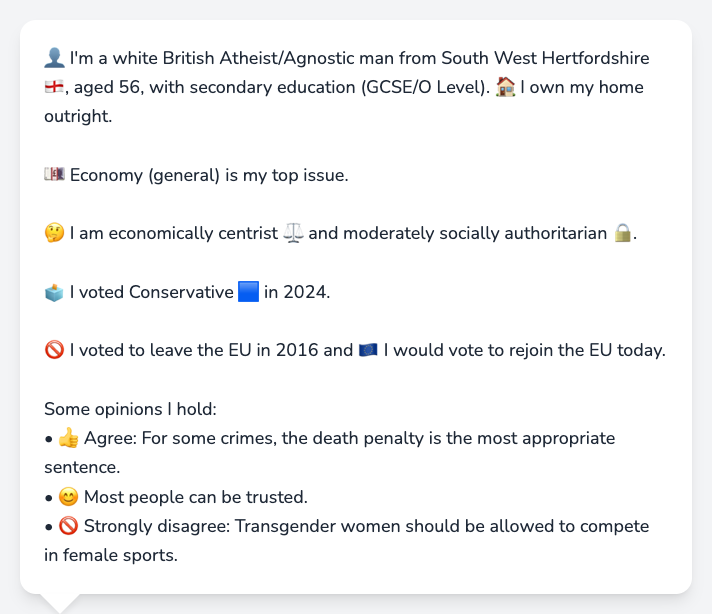 👤 I'm a white British Atheist/Agnostic man from South West Hertfordshire
🏴󠁧󠁢󠁥󠁮󠁧󠁿, aged 56, with secondary education (GCSE/O Level). 🏠 I own my home
outright.
💷 Economy (general) is my top issue.
🤔 I am economically centrist ⚖️ and moderately socially authoritarian 🔒.
🗳️ I voted Conservative 🟦 in 2024.
🚫 I voted to leave the EU in 2016 and 🇪🇺 I would vote to rejoin the EU today.
Some opinions I hold:
• 👍 Agree: For some crimes, the death penalty is the most appropriate
sentence.
• 😊 Most people can be trusted.
• 🚫 Strongly disagree: Transgender women should be allowed to compete
in female sports.